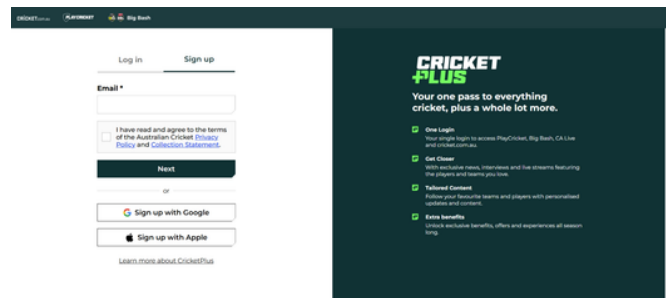 cricket.com.au PLAYCRICKET Big Bash
Log in Sign up
Email *
I have read and agree to the terms
of the Australian Cricket Privacy
Policy and Collection Statement.
Next
or
Sign up with Google
Sign up with Apple
Learn more about CricketPlus
CRICKET
PLUS
Your one pass to everything
cricket, plus a whole lot more.
One Login
Your single login to access PlayCricket, Big Bash, CA Live
and cricket.com.au.
Get Closer
With exclusive news, interviews and live streams featuring
the players and teams you love.
Tailored Content
Follow your favourite teams and players with personalised
updates and content.
Extra benefits
Unlock exclusive benefits, offers and experiences all season
long.